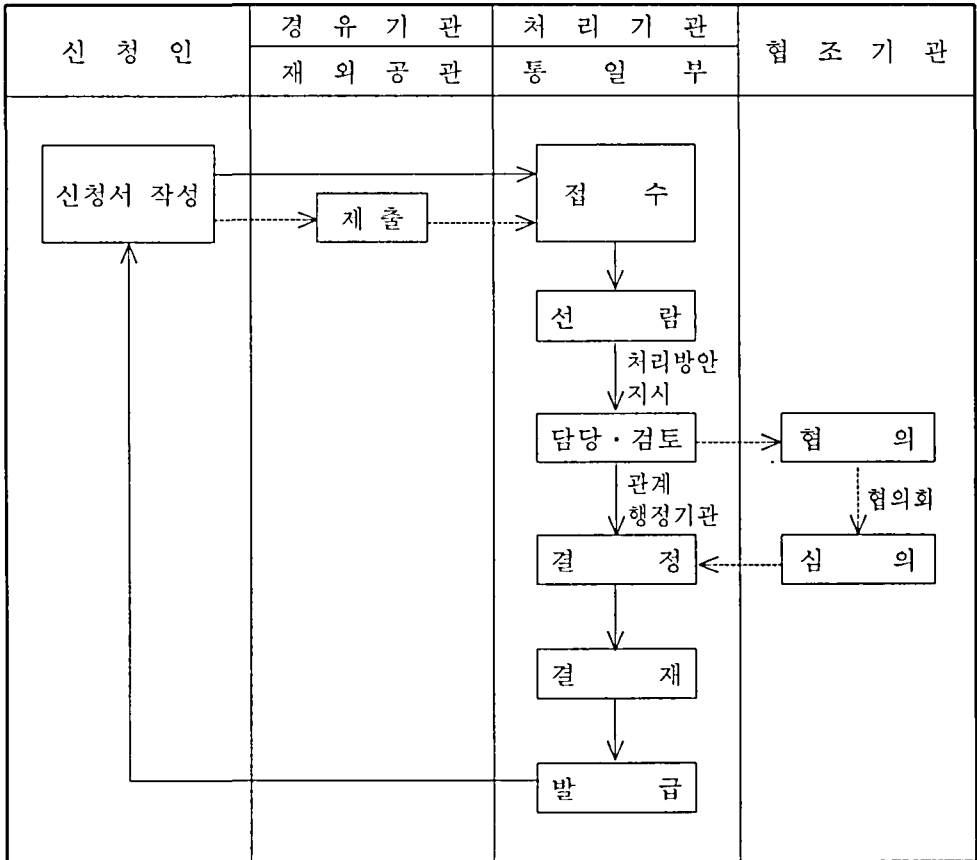 신 청 인
경 유 기 관
재 외 공 관
처 리 기 관
통 일 부
협 조 기 관
신청서 작성
제 출
접 수
선 람
처리방안
지시
담당·검토
협 의
관계
행정기관
협의회
결 정
심 의
결 재
발 급